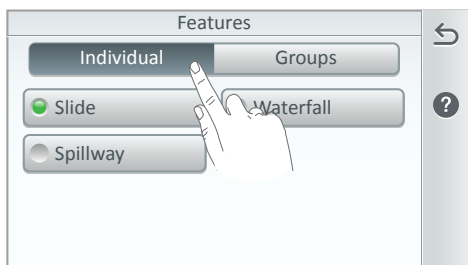 Features
Individual Groups
Slide Waterfall
Spillway
?